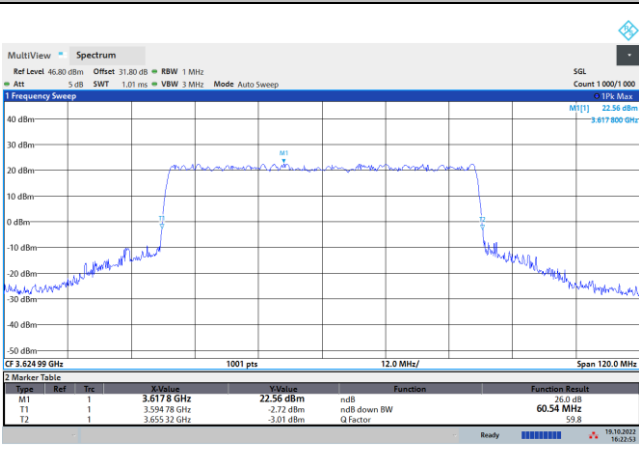 MultiView Spectrum
Ref Level 46.80 dBm Offset 31.80 dB RBW 1 MHz SGL
Att 5 dB SWT 1.01 ms VBW 3 MHz Mode Auto Sweep Count 1 000/1 000
1 Frequency Sweep 1Pk Max
M1[1] 22.56 dBm
3.617 800 GHz
40 dBm
30 dBm
M1
20 dBm
10 dBm
0 dBm
T1 T2
-10 dBm
-20 dBm
-30 dBm
-40 dBm
-50 dBm
CF 3.624 99 GHz 1001 pts 12.0 MHz/ Span 120.0 MHz
2 Marker Table
Type Ref Trc X-Value Y-Value Function Function Result
M1 1 3.617 8 GHz 22.56 dBm ndB 26.0 dB
T1 1 3.594 78 GHz -2.72 dBm ndB down BW 60.54 MHz
T2 1 3.655 32 GHz -3.01 dBm Q Factor 59.8
Ready 19.10.2022
16:22:53